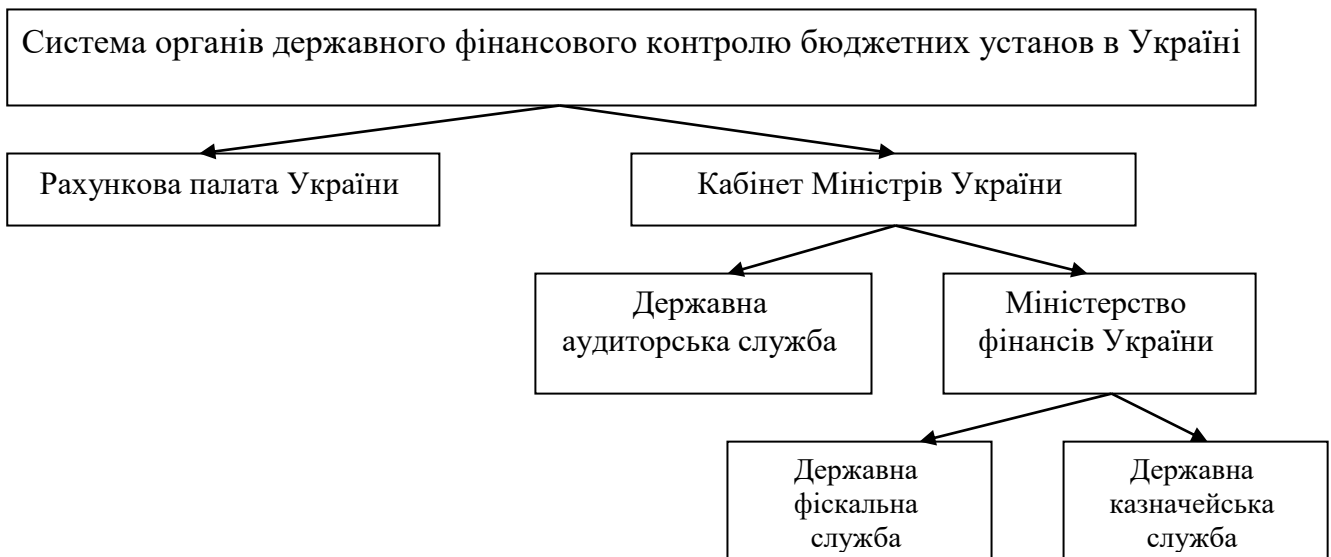 Система органів державного фінансового контролю бюджетних установ в Україні
Рахункова палата України
Кабінет Міністрів України
Державна
аудиторська служба
Міністерство
фінансів України
Державна
фіскальна
служба
Державна
казначейська
служба